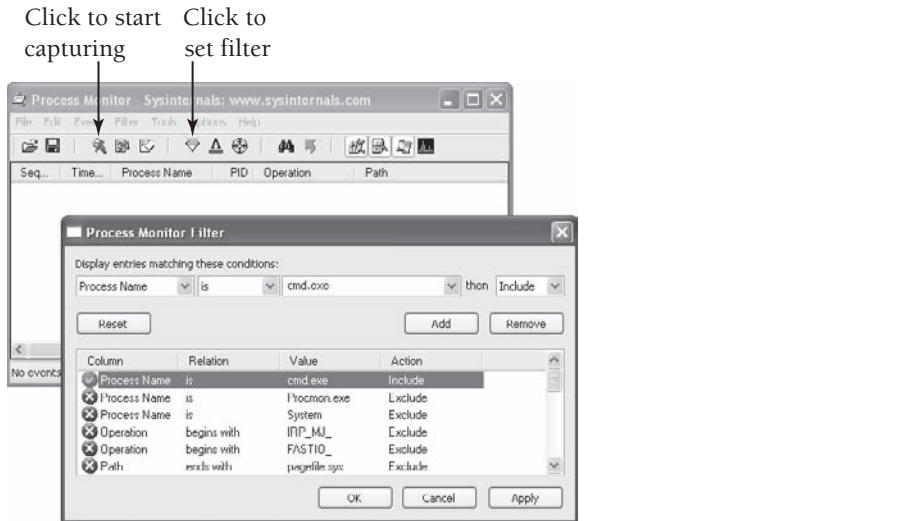 Click to start Click to
capturing set filter
Process Monitor - Sysinternals: www.sysinternals.com
File Edit Event Filter Tools Options Help
Seq... Time... Process Name PID Operation Path
Process Monitor Filter
Display entries matching these conditions:
Process Name is cmd.exe then Include
Reset Add Remove
Column Relation Value Action
Process Name is cmd.exe Include
Process Name is Procmon.exe Exclude
Process Name is System Exclude
Operation begins with IRP_MJ_ Exclude
Operation begins with FASTIO_ Exclude
Path ends with pagefile.sys Exclude
No events
OK Cancel Apply